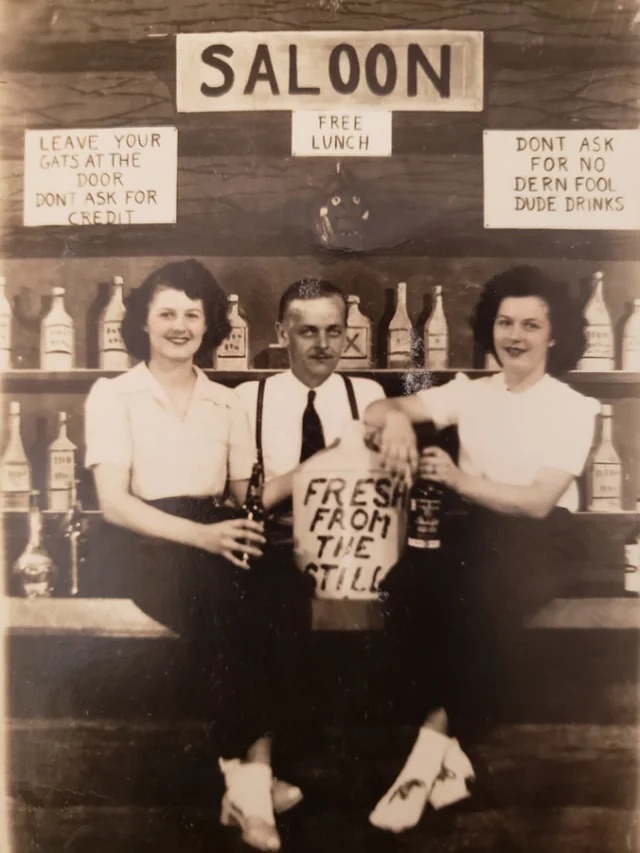 SALOON
FREE
LUNCH
LEAVE YOUR
GATS AT THE
DOOR
DONT ASK FOR
CREDIT
DONT ASK
FOR NO
DERN FOOL
DUDE DRINKS
X
FRESH
FROM
THE
STILL